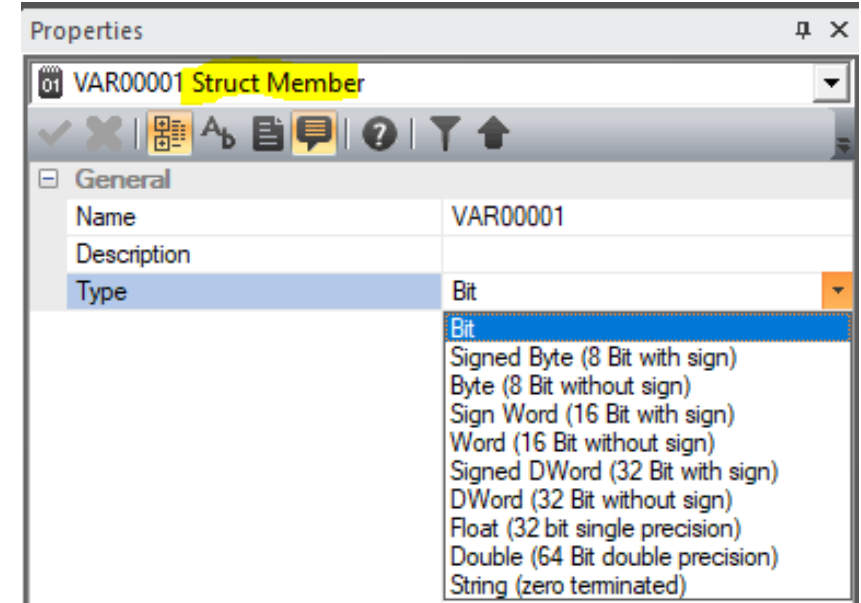 Properties
01 VAR00001 Struct Member
Ab ?
General
Name VAR00001
Description
Type Bit
Bit
Signed Byte (8 Bit with sign)
Byte (8 Bit without sign)
Sign Word (16 Bit with sign)
Word (16 Bit without sign)
Signed DWord (32 Bit with sign)
DWord (32 Bit without sign)
Float (32 bit single precision)
Double (64 Bit double precision)
String (zero terminated)